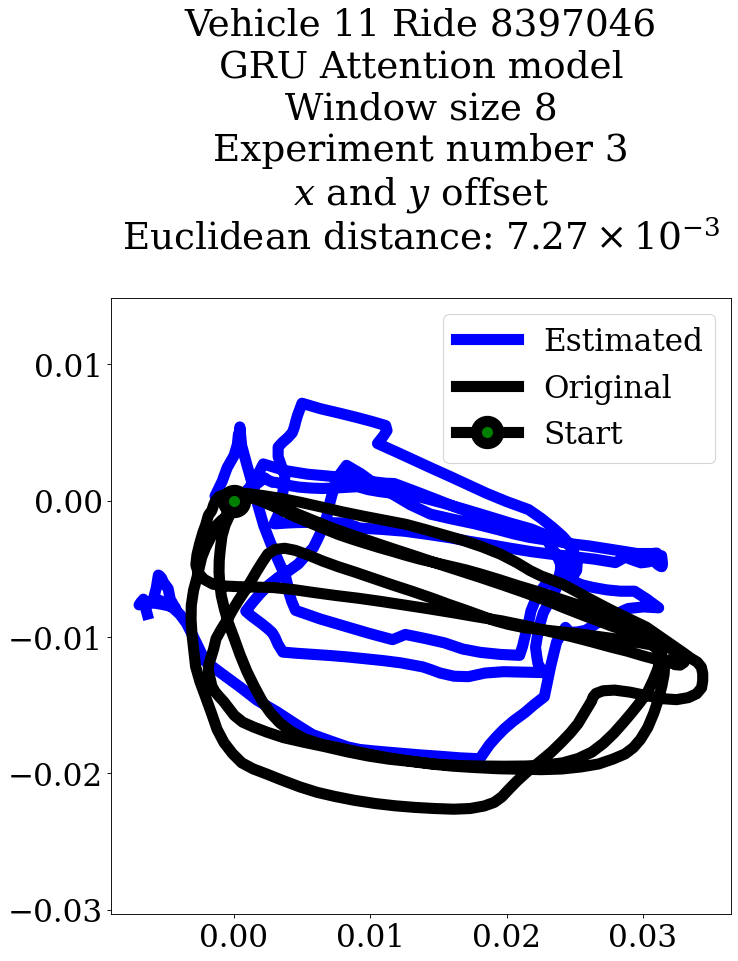 Vehicle 11 Ride 8397046
GRU Attention model
Window size 8
Experiment number 3
x and y offset
Euclidean distance: 7.27 × 10⁻³
Estimated
Original
Start
0.01
0.00
−0.01
−0.02
−0.03
0.00 0.01 0.02 0.03